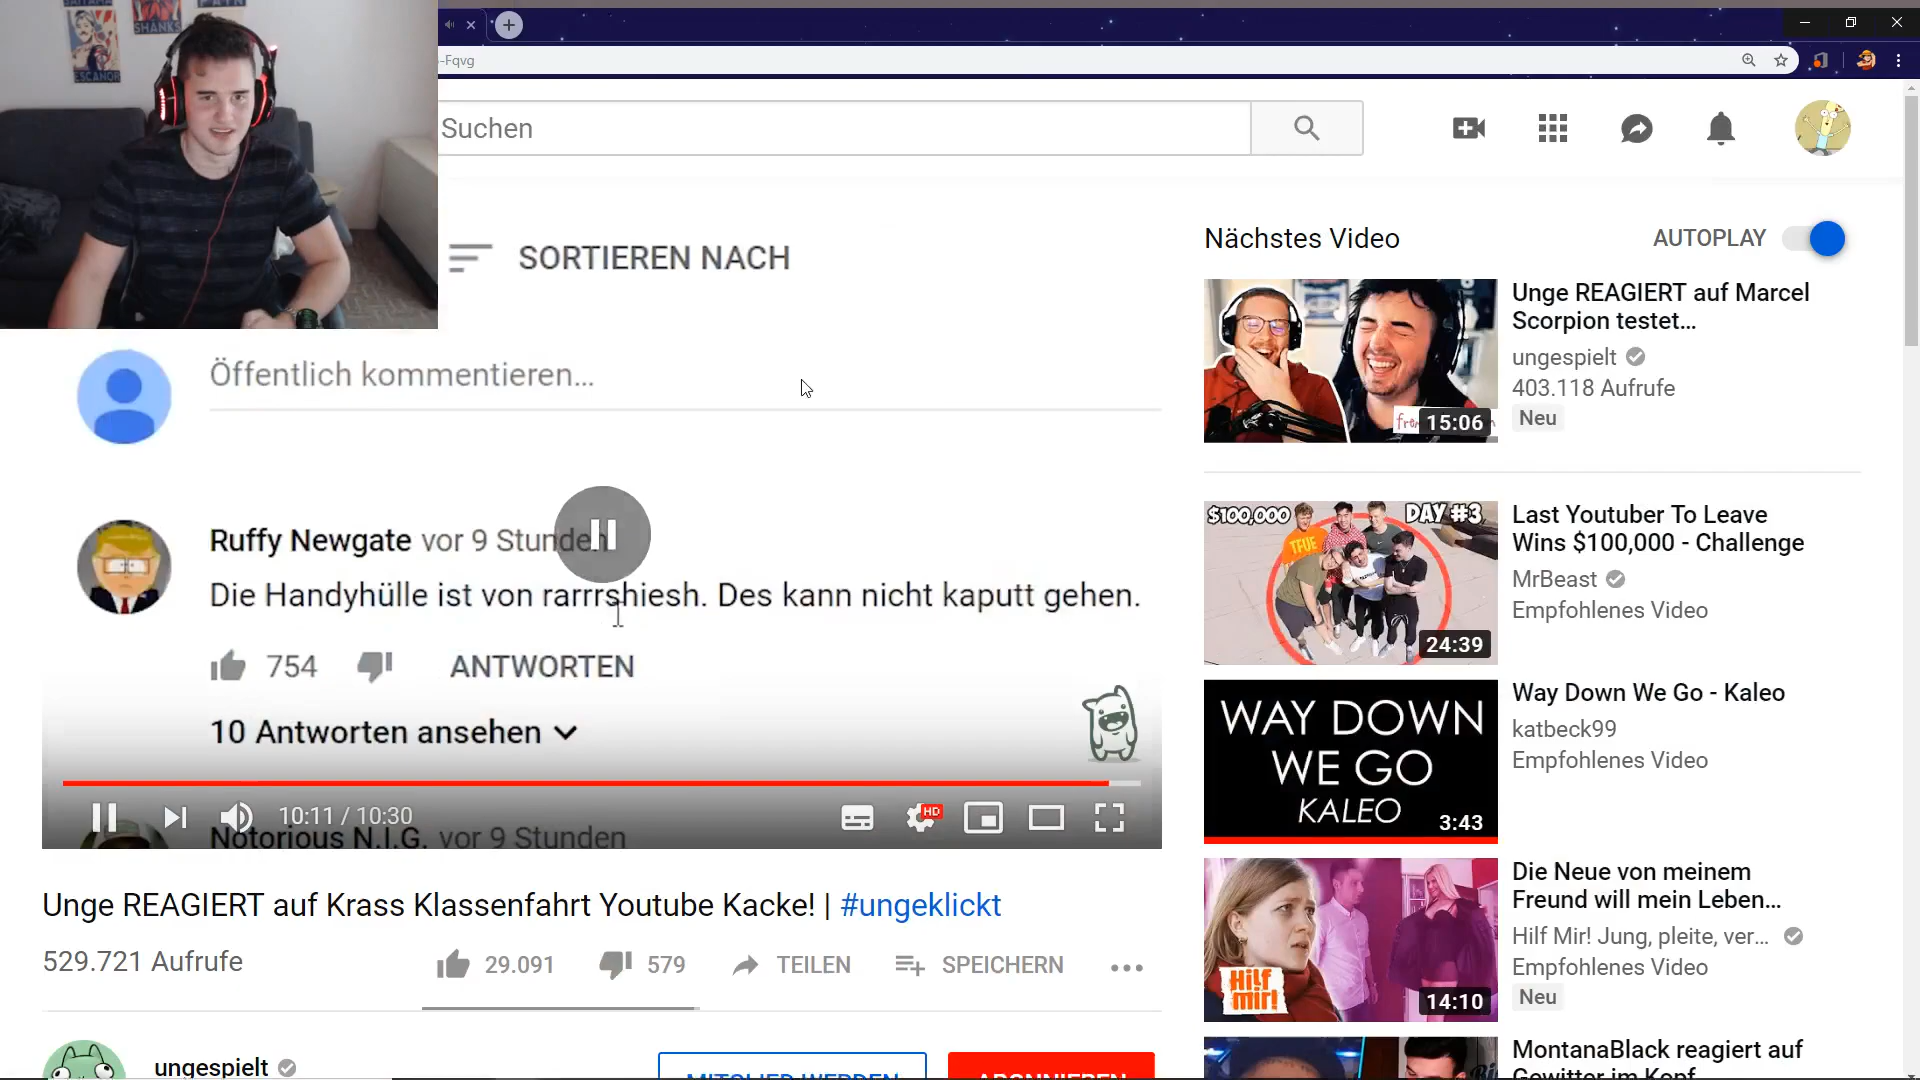 SHANKS
ESCANOR
-Fqvg
Suchen
SORTIEREN NACH
Öffentlich kommentieren...
Ruffy Newgate vor 9 Stunden
Die Handyhülle ist von rarrrshiesh. Des kann nicht kaputt gehen.
754
ANTWORTEN
10 Antworten ansehen
10:11 / 10:30
HD
Notorious N.I.G. vor 9 Stunden
Unge REAGIERT auf Krass Klassenfahrt Youtube Kacke! | #ungeklickt
529.721 Aufrufe
29.091
579
TEILEN
SPEICHERN
ungespielt
MITGLIED WERDEN
ABONNIEREN
Nächstes Video
AUTOPLAY
15:06
Unge REAGIERT auf Marcel
Scorpion testet...
ungespielt
403.118 Aufrufe
Neu
$100,000
DAY #3
TFUE
24:39
Last Youtuber To Leave
Wins $100,000 - Challenge
MrBeast
Empfohlenes Video
WAY DOWN
WE GO
KALEO
3:43
Way Down We Go - Kaleo
katbeck99
Empfohlenes Video
Hilf
mir!
14:10
Die Neue von meinem
Freund will mein Leben...
Hilf Mir! Jung, pleite, ver...
Empfohlenes Video
Neu
MontanaBlack reagiert auf
Gewitter im Kopf